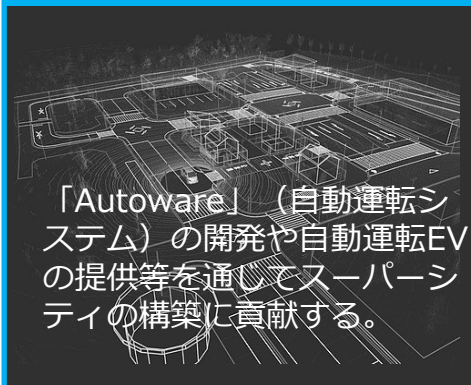 「Autoware」（自動運転シ
ステム）の開発や自動運転EV
の提供等を通してスーパーシ
ティの構築に貢献する。